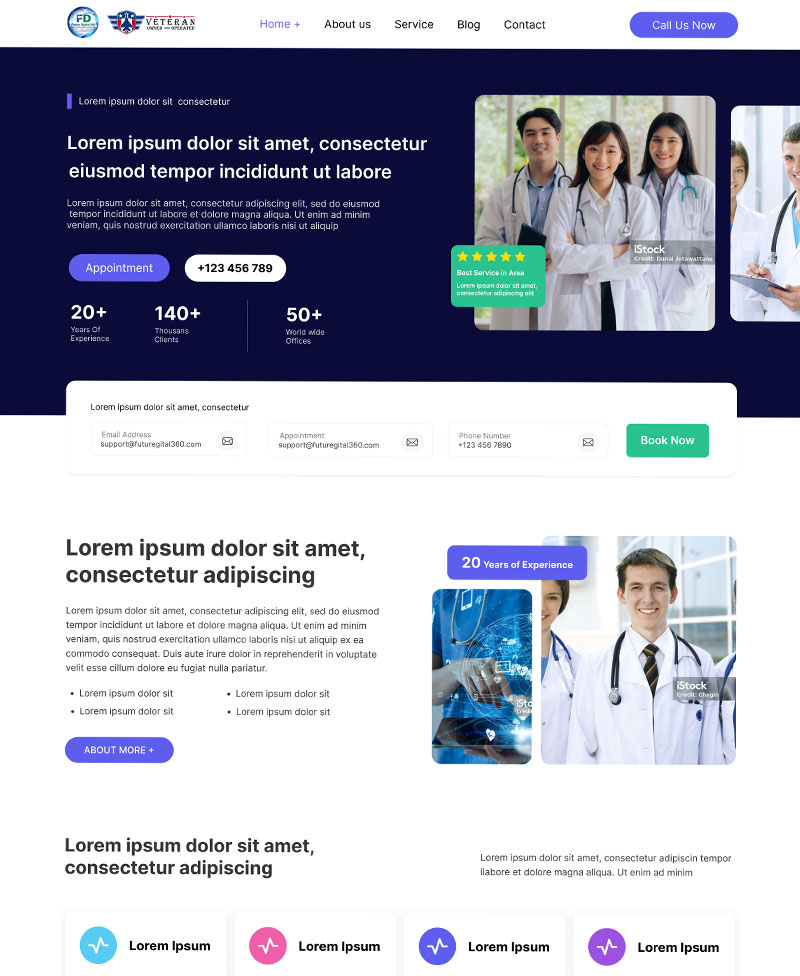 FD
VETERAN
OWNED AND OPERATED
Home +
About us
Service
Blog
Contact
Call Us Now
Lorem ipsum dolor sit consectetur
Lorem ipsum dolor sit amet, consectetur
eiusmod tempor incididunt ut labore
Lorem ipsum dolor sit amet, consectetur adipiscing elit, sed do eiusmod
tempor incididunt ut labore et dolore magna aliqua. Ut enim ad minim
veniam, quis nostrud exercitation ullamco laboris nisi ut aliquip
Appointment
+123 456 789
20+
Years Of
Experience
140+
Thousans
Clients
50+
World wide
Offices
iStock
Credit: Danai Jetawattana
Best Service in Area
Lorem ipsum dolor sit amet,
consectetur adipiscing elit
Lorem ipsum dolor sit amet, consectetur
Email Address
support@futuregital360.com
Appointment
support@futuregital360.com
Phone Number
+123 456 7890
Book Now
Lorem ipsum dolor sit amet,
consectetur adipiscing
Lorem ipsum dolor sit amet, consectetur adipiscing elit, sed do eiusmod
tempor incididunt ut labore et dolore magna aliqua. Ut enim ad minim
veniam, quis nostrud exercitation ullamco laboris nisi ut aliquip ex ea
commodo consequat. Duis aute irure dolor in reprehenderit in voluptate
velit esse cillum dolore eu fugiat nulla pariatur.
• Lorem ipsum dolor sit
• Lorem ipsum dolor sit
• Lorem ipsum dolor sit
• Lorem ipsum dolor sit
ABOUT MORE +
20 Years of Experience
iStock
Credit: Chagin
Lorem ipsum dolor sit amet,
consectetur adipiscing
Lorem ipsum dolor sit amet, consectetur adipiscin tempor
ilabore et dolore magna aliqua. Ut enim ad minim
Lorem Ipsum
Lorem Ipsum
Lorem Ipsum
Lorem Ipsum